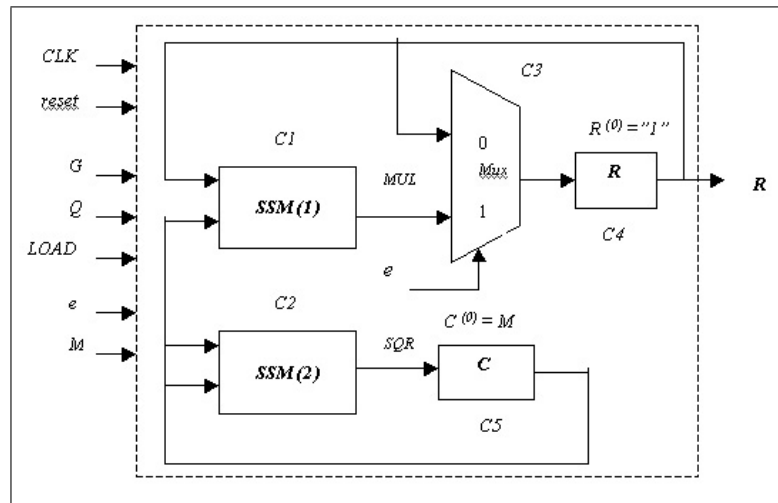 CLK
reset
G
Q
LOAD
e
M
C1
SSM(1)
MUL
C3
0
Mux
1
e
R (0) = "1"
R
C4
R
C2
SSM(2)
SQR
C (0) = M
C
C5